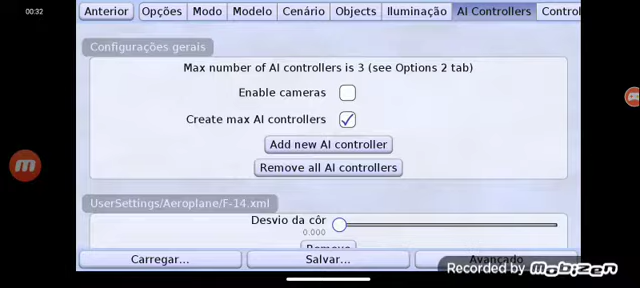 00:32
Anterior Opções Modo Modelo Cenário Objects Iluminação AI Controllers Control
Configurações gerais
Max number of AI controllers is 3 (see Options 2 tab)
Enable cameras
Create max AI controllers
Add new AI controller
Remove all AI controllers
UserSettings/Aeroplane/F-14.xml
Desvio da côr
0.000
Remove
Carregar... Salvar... Avançado
Recorded by mobizen